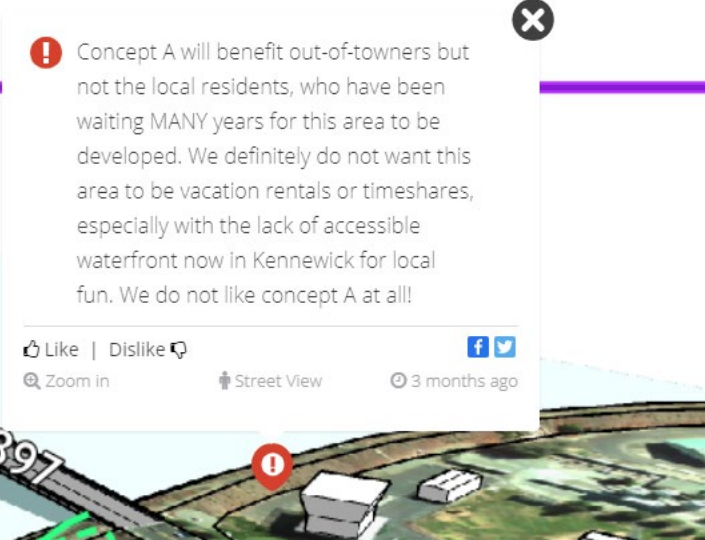 Concept A will benefit out-of-towners but
not the local residents, who have been
waiting MANY years for this area to be
developed. We definitely do not want this
area to be vacation rentals or timeshares,
especially with the lack of accessible
waterfront now in Kennewick for local
fun. We do not like concept A at all!
Like | Dislike
Zoom in Street View 3 months ago
397